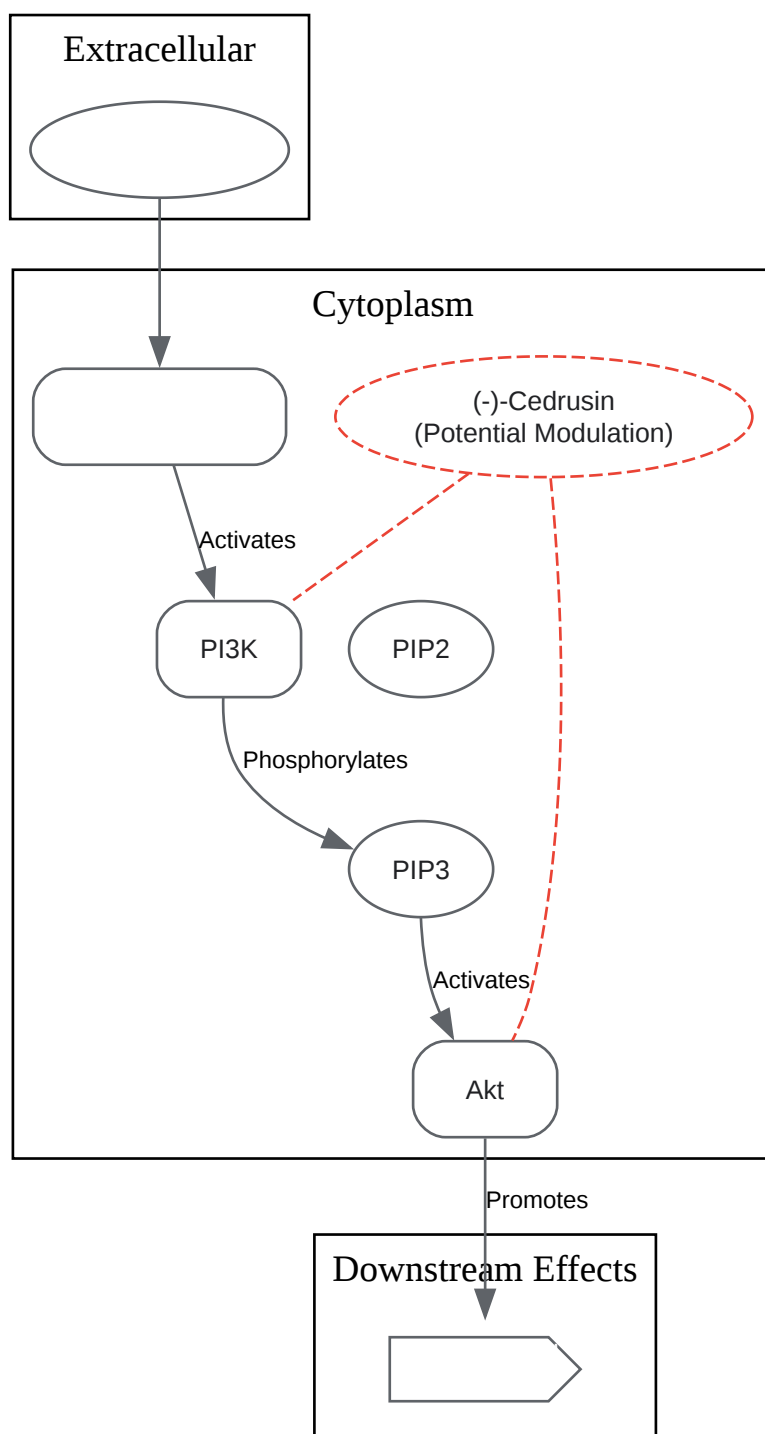 Extracellular
Cytoplasm
(-)-Cedrusin
(Potential Modulation)
Activates
PI3K
PIP2
Phosphorylates
PIP3
Activates
Akt
Promotes
Downstream Effects